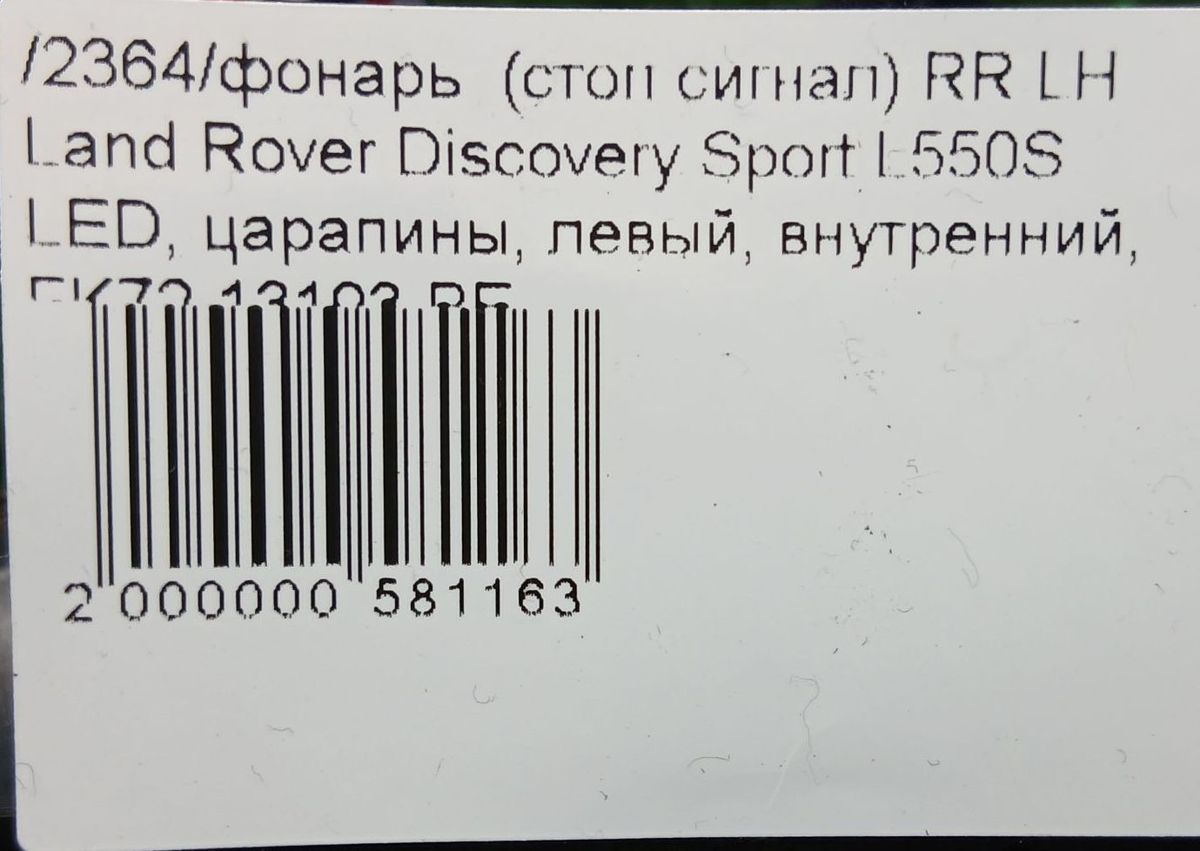 /2364/фонарь (стоп сигнал) RR LH
Land Rover Discovery Sport L550S
LED, царапины, левый, внутренний,
2 000000 581163